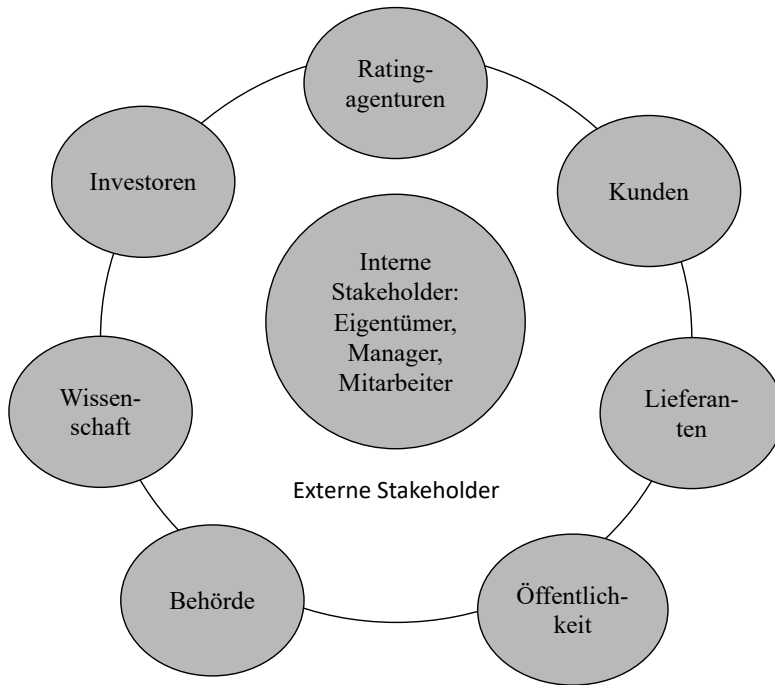 Rating-
agenturen
Investoren
Kunden
Interne
Stakeholder:
Eigentümer,
Manager,
Mitarbeiter
Wissen-
schaft
Lieferan-
ten
Externe Stakeholder
Behörde
Öffentlich-
keit